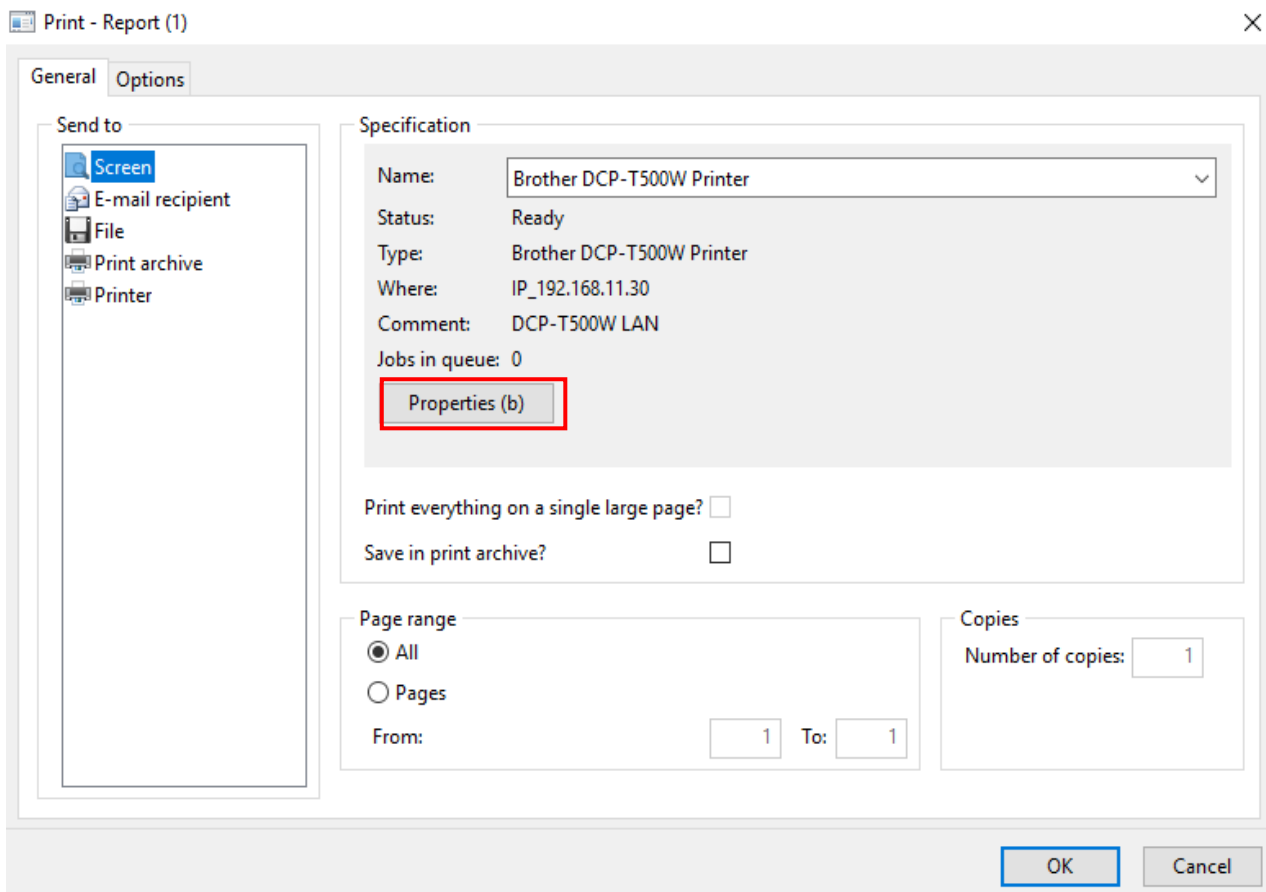 Print - Report (1)
General Options
Send to
Screen
E-mail recipient
File
Print archive
Printer
Specification
Name: Brother DCP-T500W Printer
Status: Ready
Type: Brother DCP-T500W Printer
Where: IP_192.168.11.30
Comment: DCP-T500W LAN
Jobs in queue: 0
Properties (b)
Print everything on a single large page?
Save in print archive?
Page range
All
Pages
From: 1 To: 1
Copies
Number of copies: 1
OK Cancel